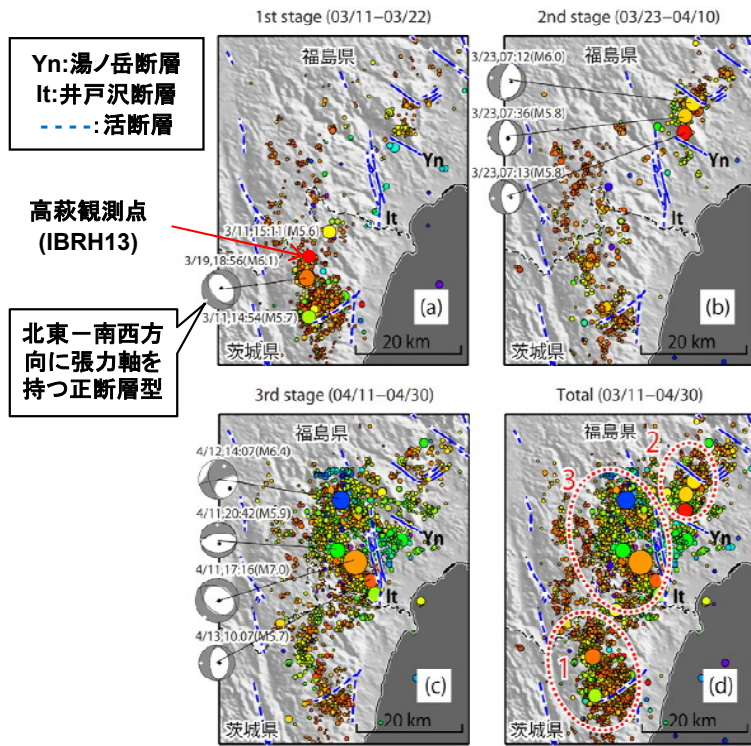 Yn:湯ノ岳断層
It:井戸沢断層
----:活断層
高萩観測点
(IBRH13)
北東－南西方
向に張力軸を
持つ正断層型
1st stage (03/11−03/22)
福島県
Yn
It
3/11,15:11(M5.6)
3/19,18:56(M6.1)
3/11,14:54(M5.7)
(a)
茨城県
20 km
2nd stage (03/23−04/10)
福島県
3/23,07:12(M6.0)
3/23,07:36(M5.8)
3/23,07:13(M5.8)
Yn
It
(b)
茨城県
20 km
3rd stage (04/11−04/30)
福島県
4/12,14:07(M6.4)
4/11,20:42(M5.9)
4/11,17:16(M7.0)
4/13,10:07(M5.7)
Yn
It
(c)
茨城県
20 km
Total (03/11−04/30)
福島県
2
3
Yn
It
1
(d)
茨城県
20 km